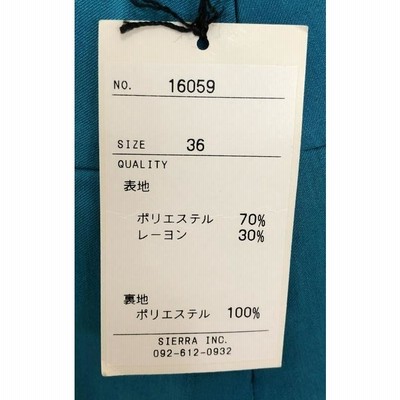 NO. 16059
SIZE 36
QUALITY
表地
ポリエステル 70%
レーヨン 30%
裏地
ポリエステル 100%
SIERRA INC.
092-612-0932